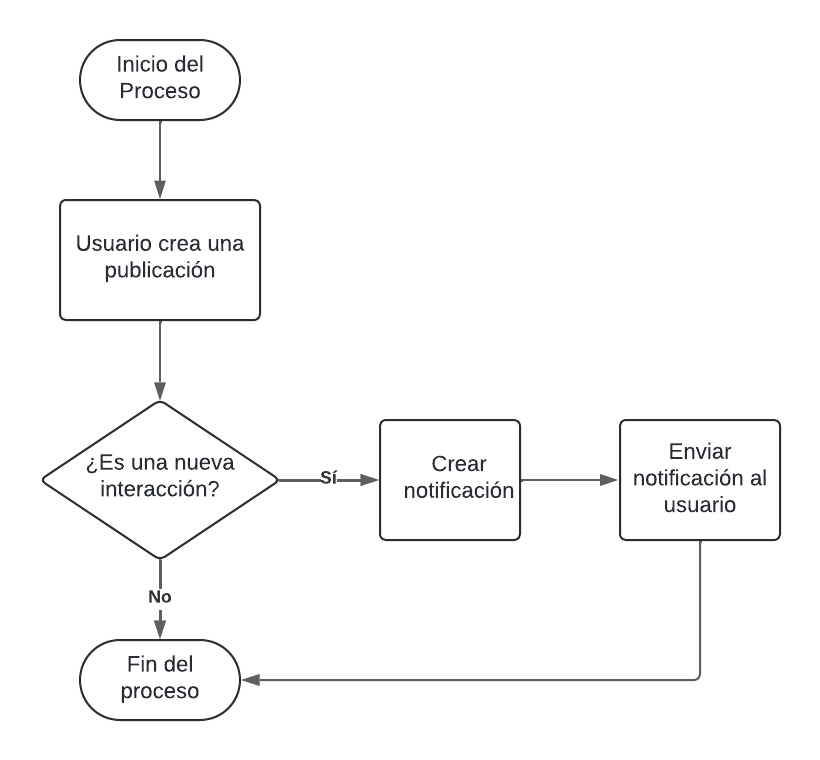 Inicio del
Proceso
Usuario crea una
publicación
¿Es una nueva
interacción?
Sí
Crear
notificación
Enviar
notificación al
usuario
No
Fin del
proceso